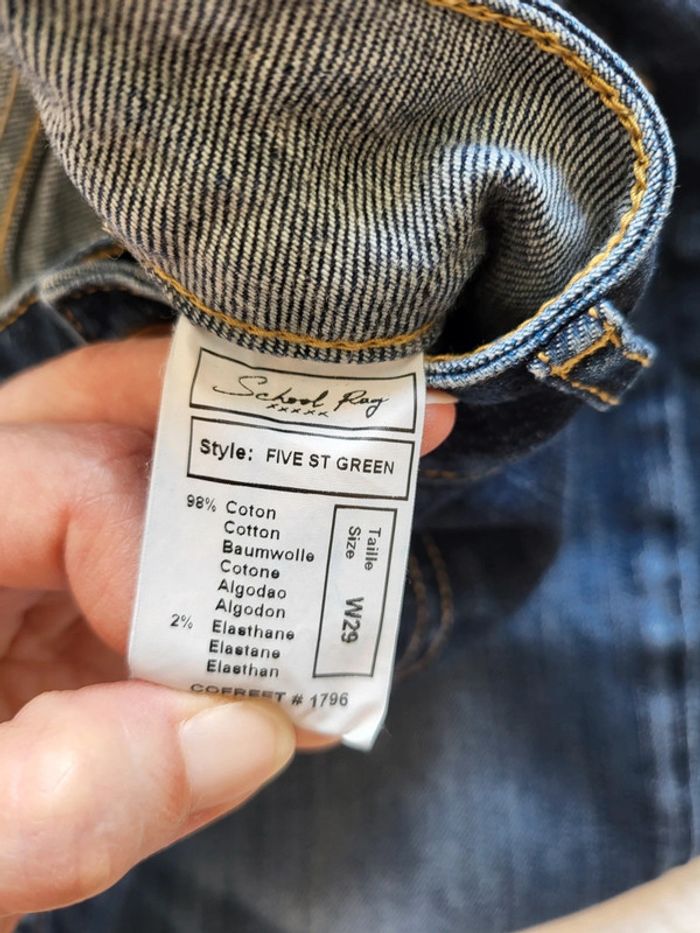 School Rag
xxxxx
Style: FIVE ST GREEN
98% Coton
Cotton
Baumwolle
Cotone
Algodao
Algodon
2% Elasthane
Elastane
Elasthan
Taille
Size W29
COFREET # 1796